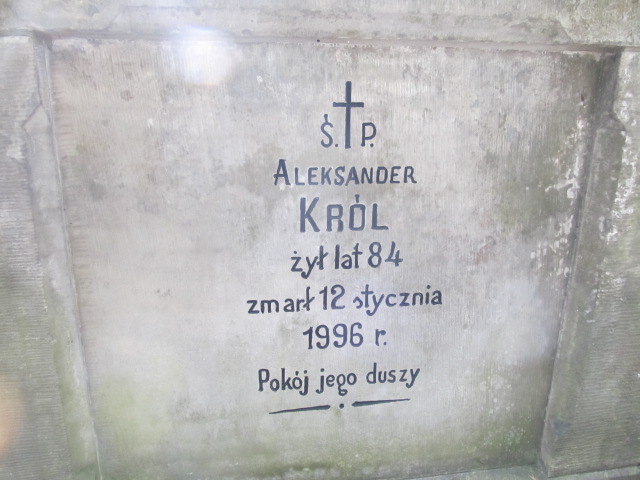 Ś. P.
ALEKSANDER
KRÓL
żył lat 84
zmarł 12 stycznia
1996 r.
Pokój jego duszy